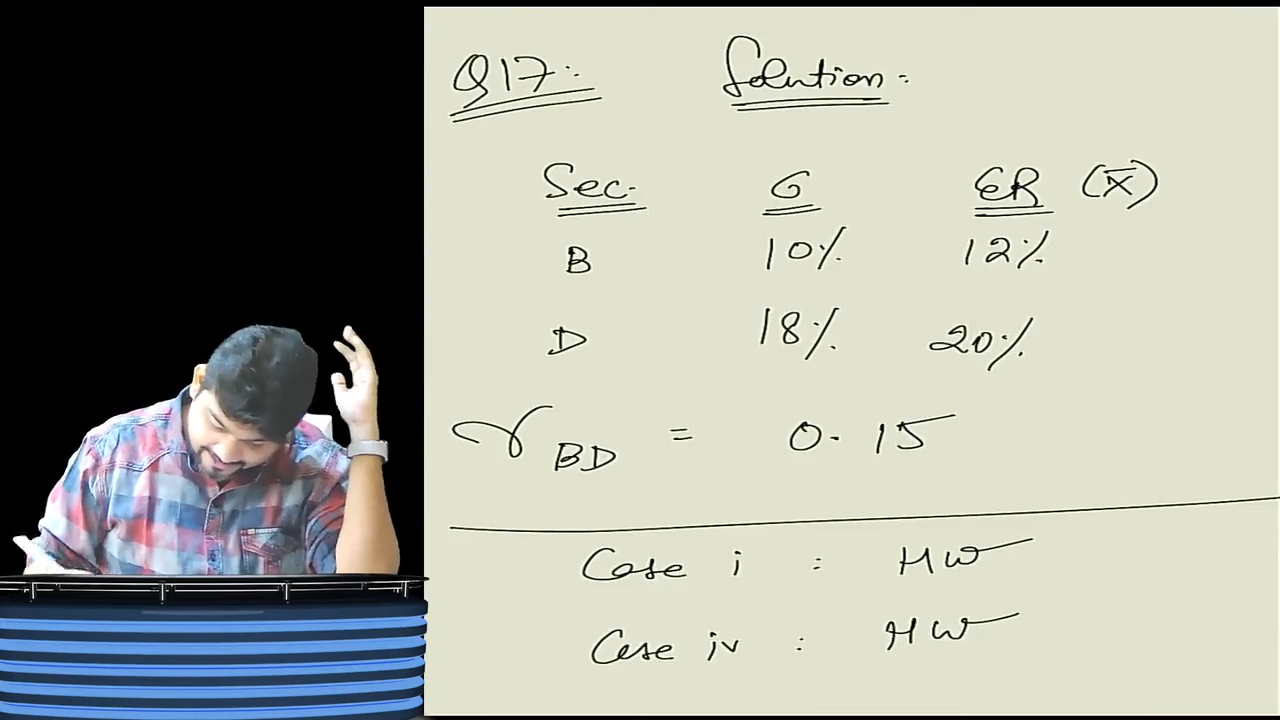 Q17:- Solution:-
Sec. σ ER (x̄)
B 10% 12%
D 18% 20%
r BD = 0.15
Case i : HW
Case iv : HW